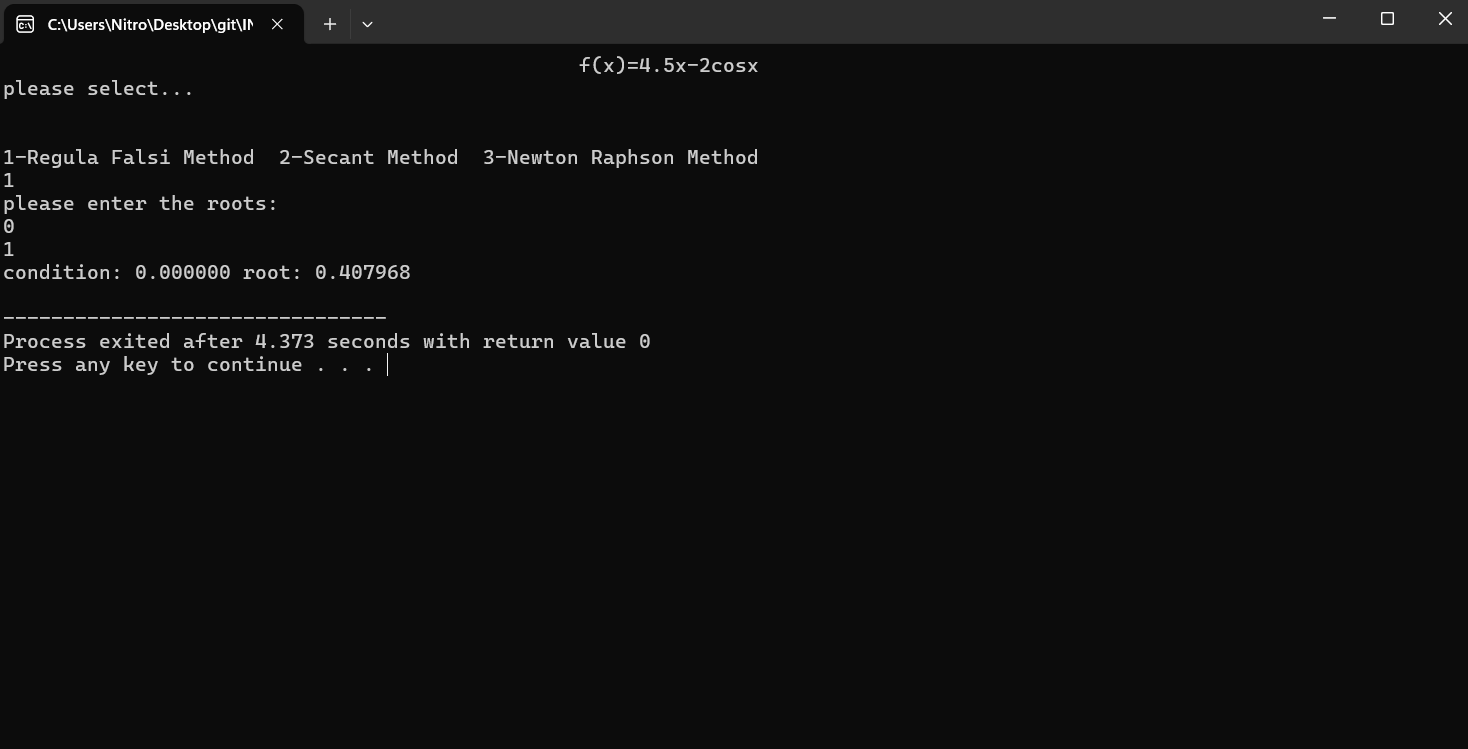 C:\Users\Nitro\Desktop\git\
f(x)=4.5x-2cosx
please select...
1-Regula Falsi Method  2-Secant Method  3-Newton Raphson Method
1
please enter the roots:
0
1
condition: 0.000000 root: 0.407968
--------------------------------
Process exited after 4.373 seconds with return value 0
Press any key to continue . . .